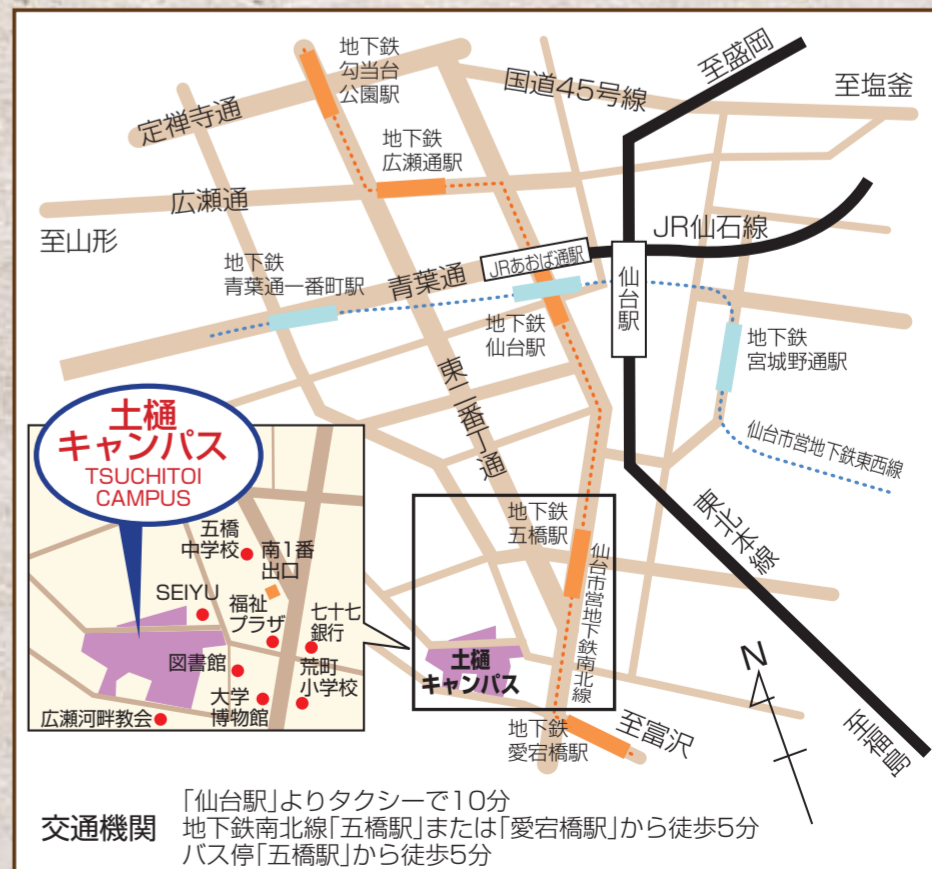 地下鉄
勾当台
公園駅
至盛岡
国道45号線
至塩釜
定禅寺通
地下鉄
広瀬通駅
広瀬通
至山形
JR仙石線
地下鉄
青葉通一番町駅
青葉通
JRあおば通駅
仙台駅
地下鉄
仙台駅
地下鉄
宮城野通駅
東二番丁通
仙台市営地下鉄東西線
土樋
キャンパス
TSUCHITOI
CAMPUS
五橋
中学校
南1番
出口
SEIYU
福祉
プラザ
七十七
銀行
図書館
荒町
小学校
大学
博物館
広瀬河畔教会
地下鉄
五橋駅
仙台市営地下鉄南北線
東北本線
土樋
キャンパス
N
地下鉄
愛宕橋駅
至富沢
至福島
交通機関
「仙台駅」よりタクシーで10分
地下鉄南北線「五橋駅」または「愛宕橋駅」から徒歩5分
バス停「五橋駅」から徒歩5分